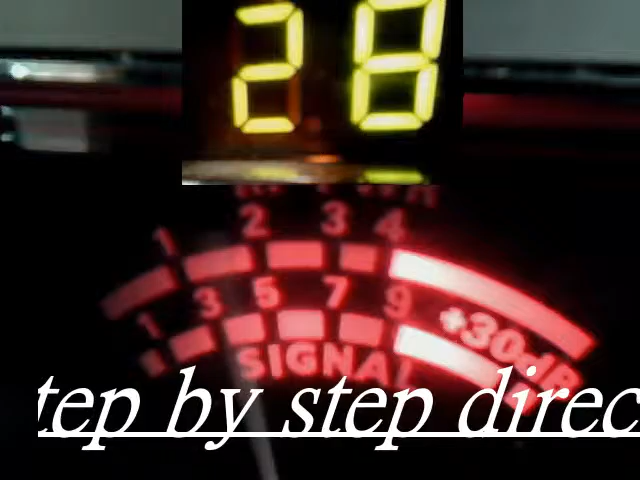 28
1 2 3 4
1 3 5 7 9 +30dB
SIGNAL
tep by step direc